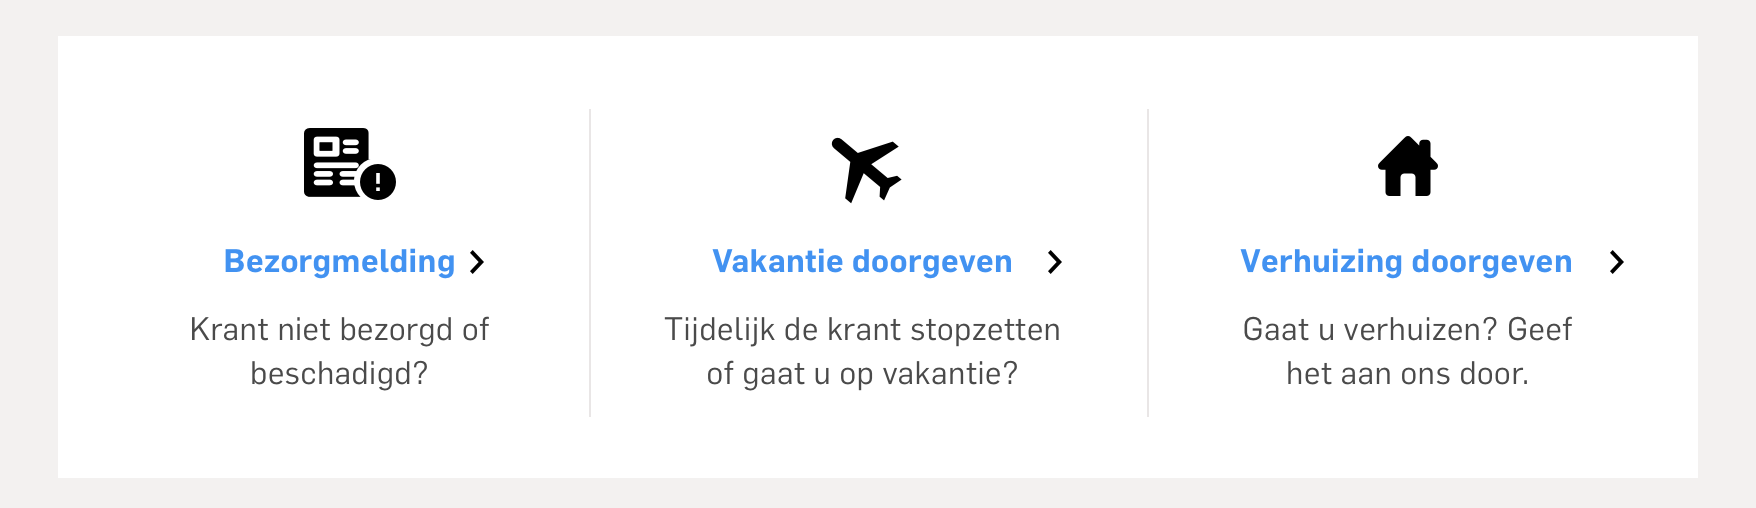 Bezorgmelding
Krant niet bezorgd of
beschadigd?
Vakantie doorgeven
Tijdelijk de krant stopzetten
of gaat u op vakantie?
Verhuizing doorgeven
Gaat u verhuizen? Geef
het aan ons door.